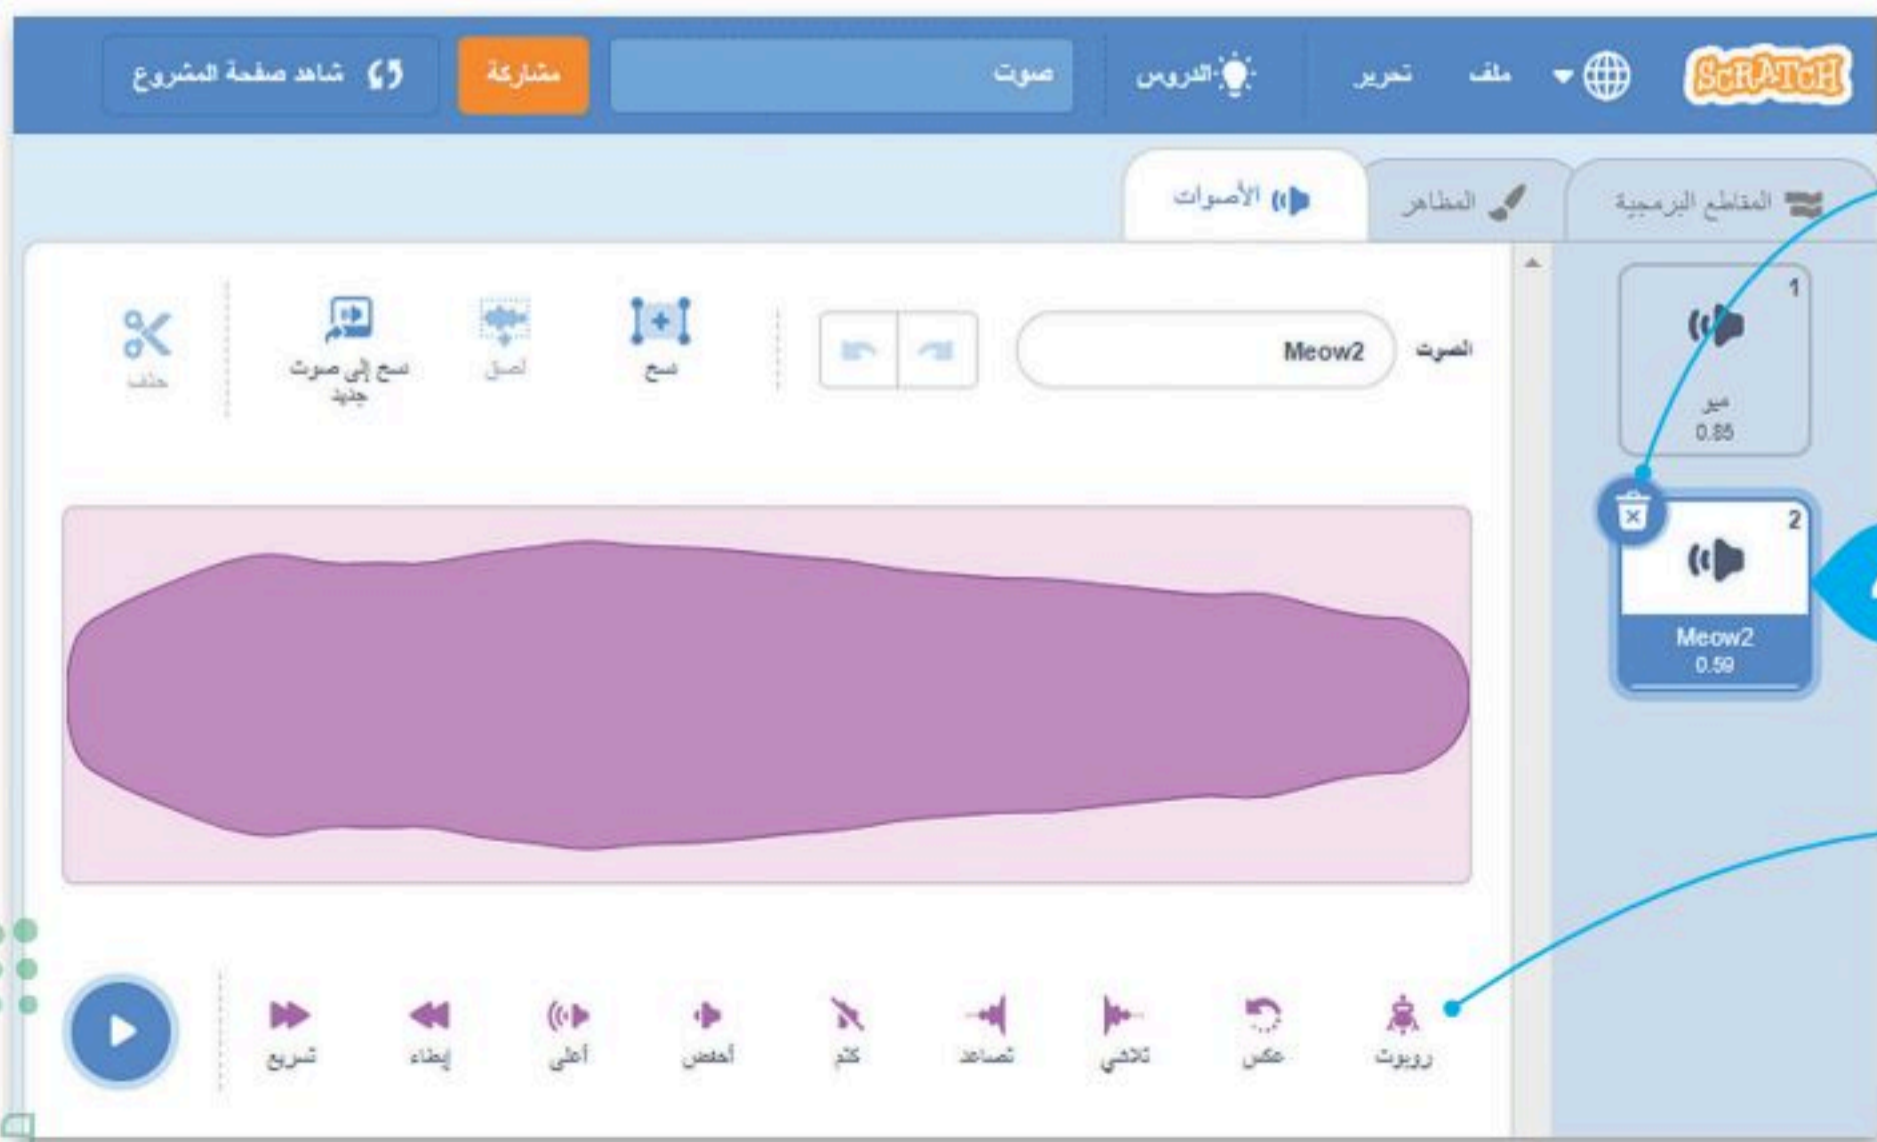 SCRATCH ملف تحرير الدروس صوت مشاركة شاهد صفحة المشروع
المقاطع البرمجية المظاهر الأصوات
1
ميو
0.85
2
Meow2
0.59
الصوت Meow2
نسخ
لصق
نسخ إلى صوت
جديد
حذف
روبوت عكس تلاشي تصاعد كتم أخفض أعلى إبطاء تسريع